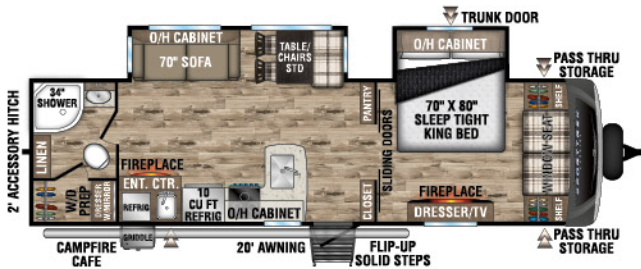 TRUNK DOOR
O/H CABINET
70" SOFA
TABLE/
CHAIRS
STD
O/H CABINET
PASS THRU
STORAGE
34"
SHOWER
PANTRY
SLIDING DOORS
70" X 80"
SLEEP TIGHT
KING BED
SHELF
WINDOW SEAT
2' ACCESSORY HITCH
LINEN
FIREPLACE
ENT. CTR.
W/D
PREP
DRESSER
W/MIRROR
REFRIG
10
CU FT
REFRIG
O/H CABINET
CLOSET
FIREPLACE
DRESSER/TV
SHELF
CAMPFIRE
CAFE
GRIDDLE
20' AWNING
FLIP-UP
SOLID STEPS
PASS THRU
STORAGE